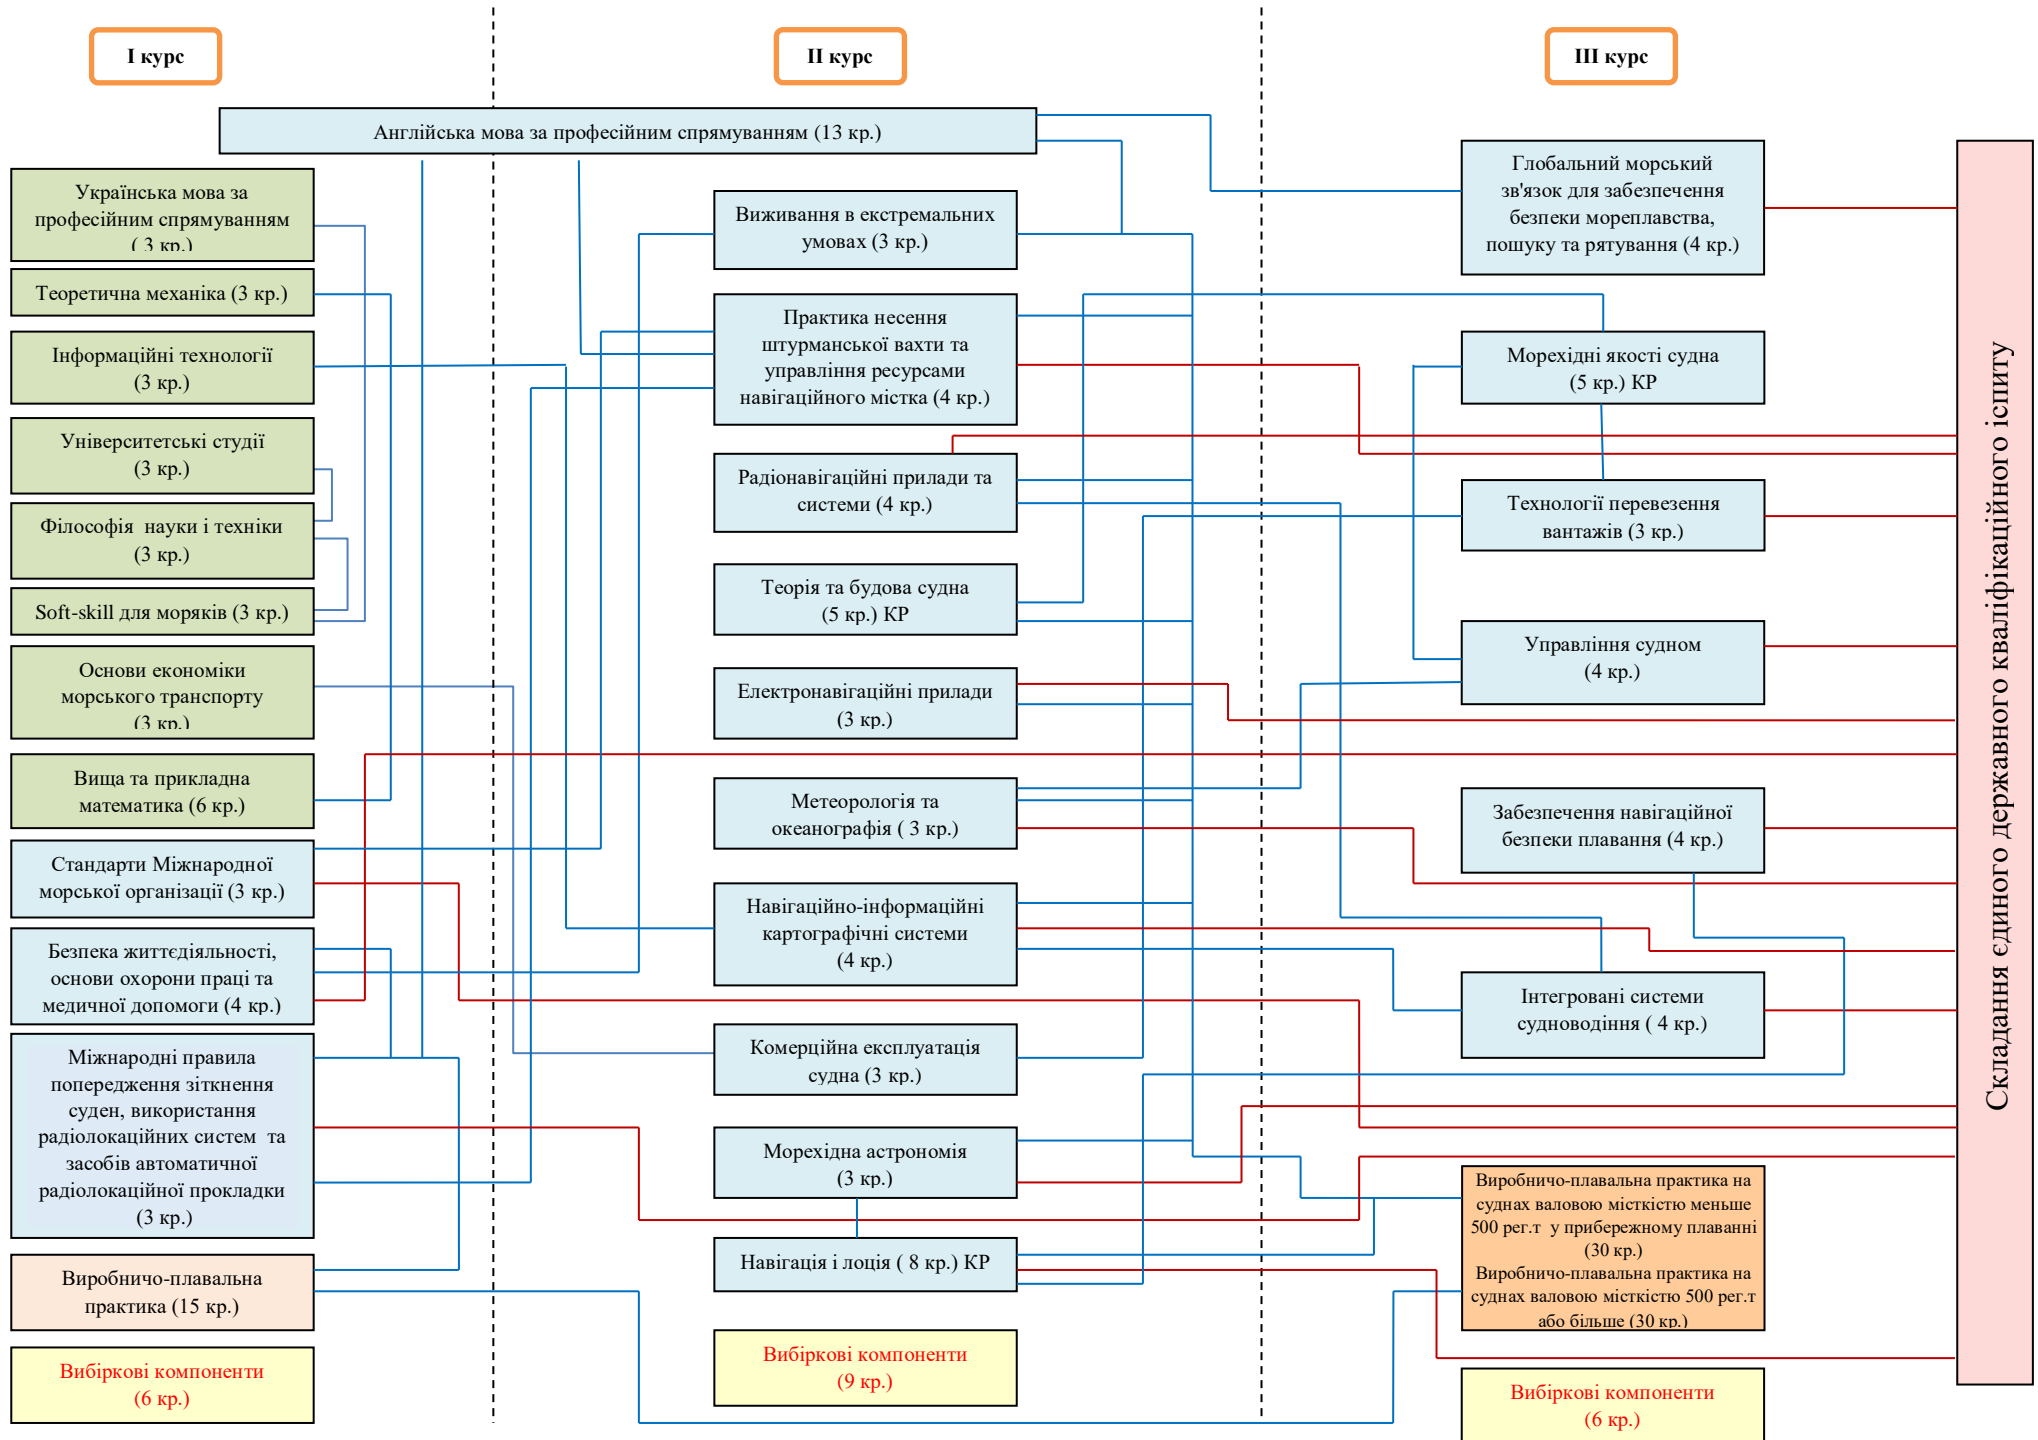 І курс
ІІ курс
ІІІ курс
Англійська мова за професійним спрямуванням (13 кр.)
Українська мова за
професійним спрямуванням
( 3 кр.)
Теоретична механіка (3 кр.)
Інформаційні технології
(3 кр.)
Університетські студії
(3 кр.)
Філософія науки і техніки
(3 кр.)
Soft-skill для моряків (3 кр.)
Основи економіки
морського транспорту
(3 кр.)
Вища та прикладна
математика (6 кр.)
Стандарти Міжнародної
морської організації (3 кр.)
Безпека життєдіяльності,
основи охорони праці та
медичної допомоги (4 кр.)
Міжнародні правила
попередження зіткнення
суден, використання
радіолокаційних систем та
засобів автоматичної
радіолокаційної прокладки
(3 кр.)
Виробничо-плавальна
практика (15 кр.)
Вибіркові компоненти
(6 кр.)
Виживання в екстремальних
умовах (3 кр.)
Практика несення
штурманської вахти та
управління ресурсами
навігаційного містка (4 кр.)
Радіонавігаційні прилади та
системи (4 кр.)
Теорія та будова судна
(5 кр.) КР
Електронавігаційні прилади
(3 кр.)
Метеорологія та
океанографія ( 3 кр.)
Навігаційно-інформаційні
картографічні системи
(4 кр.)
Комерційна експлуатація
судна (3 кр.)
Морехідна астрономія
(3 кр.)
Навігація і лоція ( 8 кр.) КР
Вибіркові компоненти
(9 кр.)
Глобальний морський
зв'язок для забезпечення
безпеки мореплавства,
пошуку та рятування (4 кр.)
Морехідні якості судна
(5 кр.) КР
Технології перевезення
вантажів (3 кр.)
Управління судном
(4 кр.)
Забезпечення навігаційної
безпеки плавання (4 кр.)
Інтегровані системи
судноводіння ( 4 кр.)
Виробничо-плавальна практика на
суднах валовою місткістю меньше
500 рег.т у прибережному плаванні
(30 кр.)
Виробничо-плавальна практика на
суднах валовою місткістю 500 рег.т
або більше (30 кр.)
Вибіркові компоненти
(6 кр.)
Складання єдиного державного кваліфікаційного іспиту